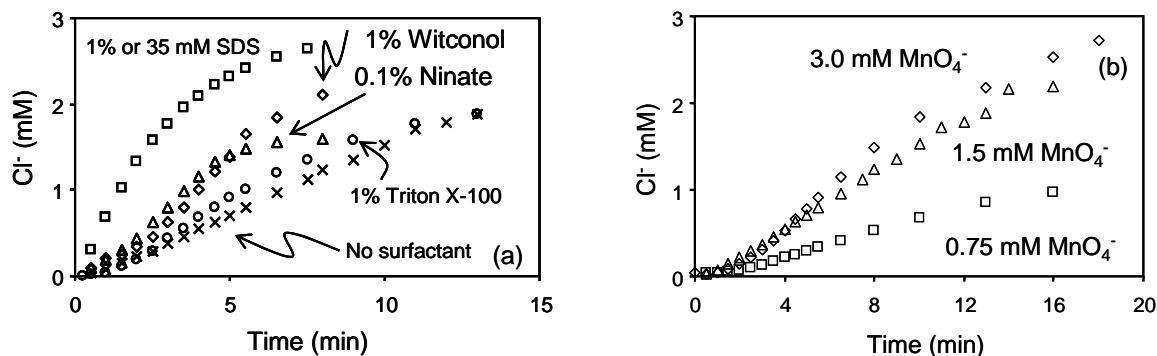 3
2
1
0
Cl⁻ (mM)
1% or 35 mM SDS
1% Witconol
0.1% Ninate
1% Triton X-100
No surfactant
(a)
0 5 10 15
Time (min)
3
2
1
0
Cl⁻ (mM)
3.0 mM MnO₄⁻
(b)
1.5 mM MnO₄⁻
0.75 mM MnO₄⁻
0 4 8 12 16 20
Time (min)